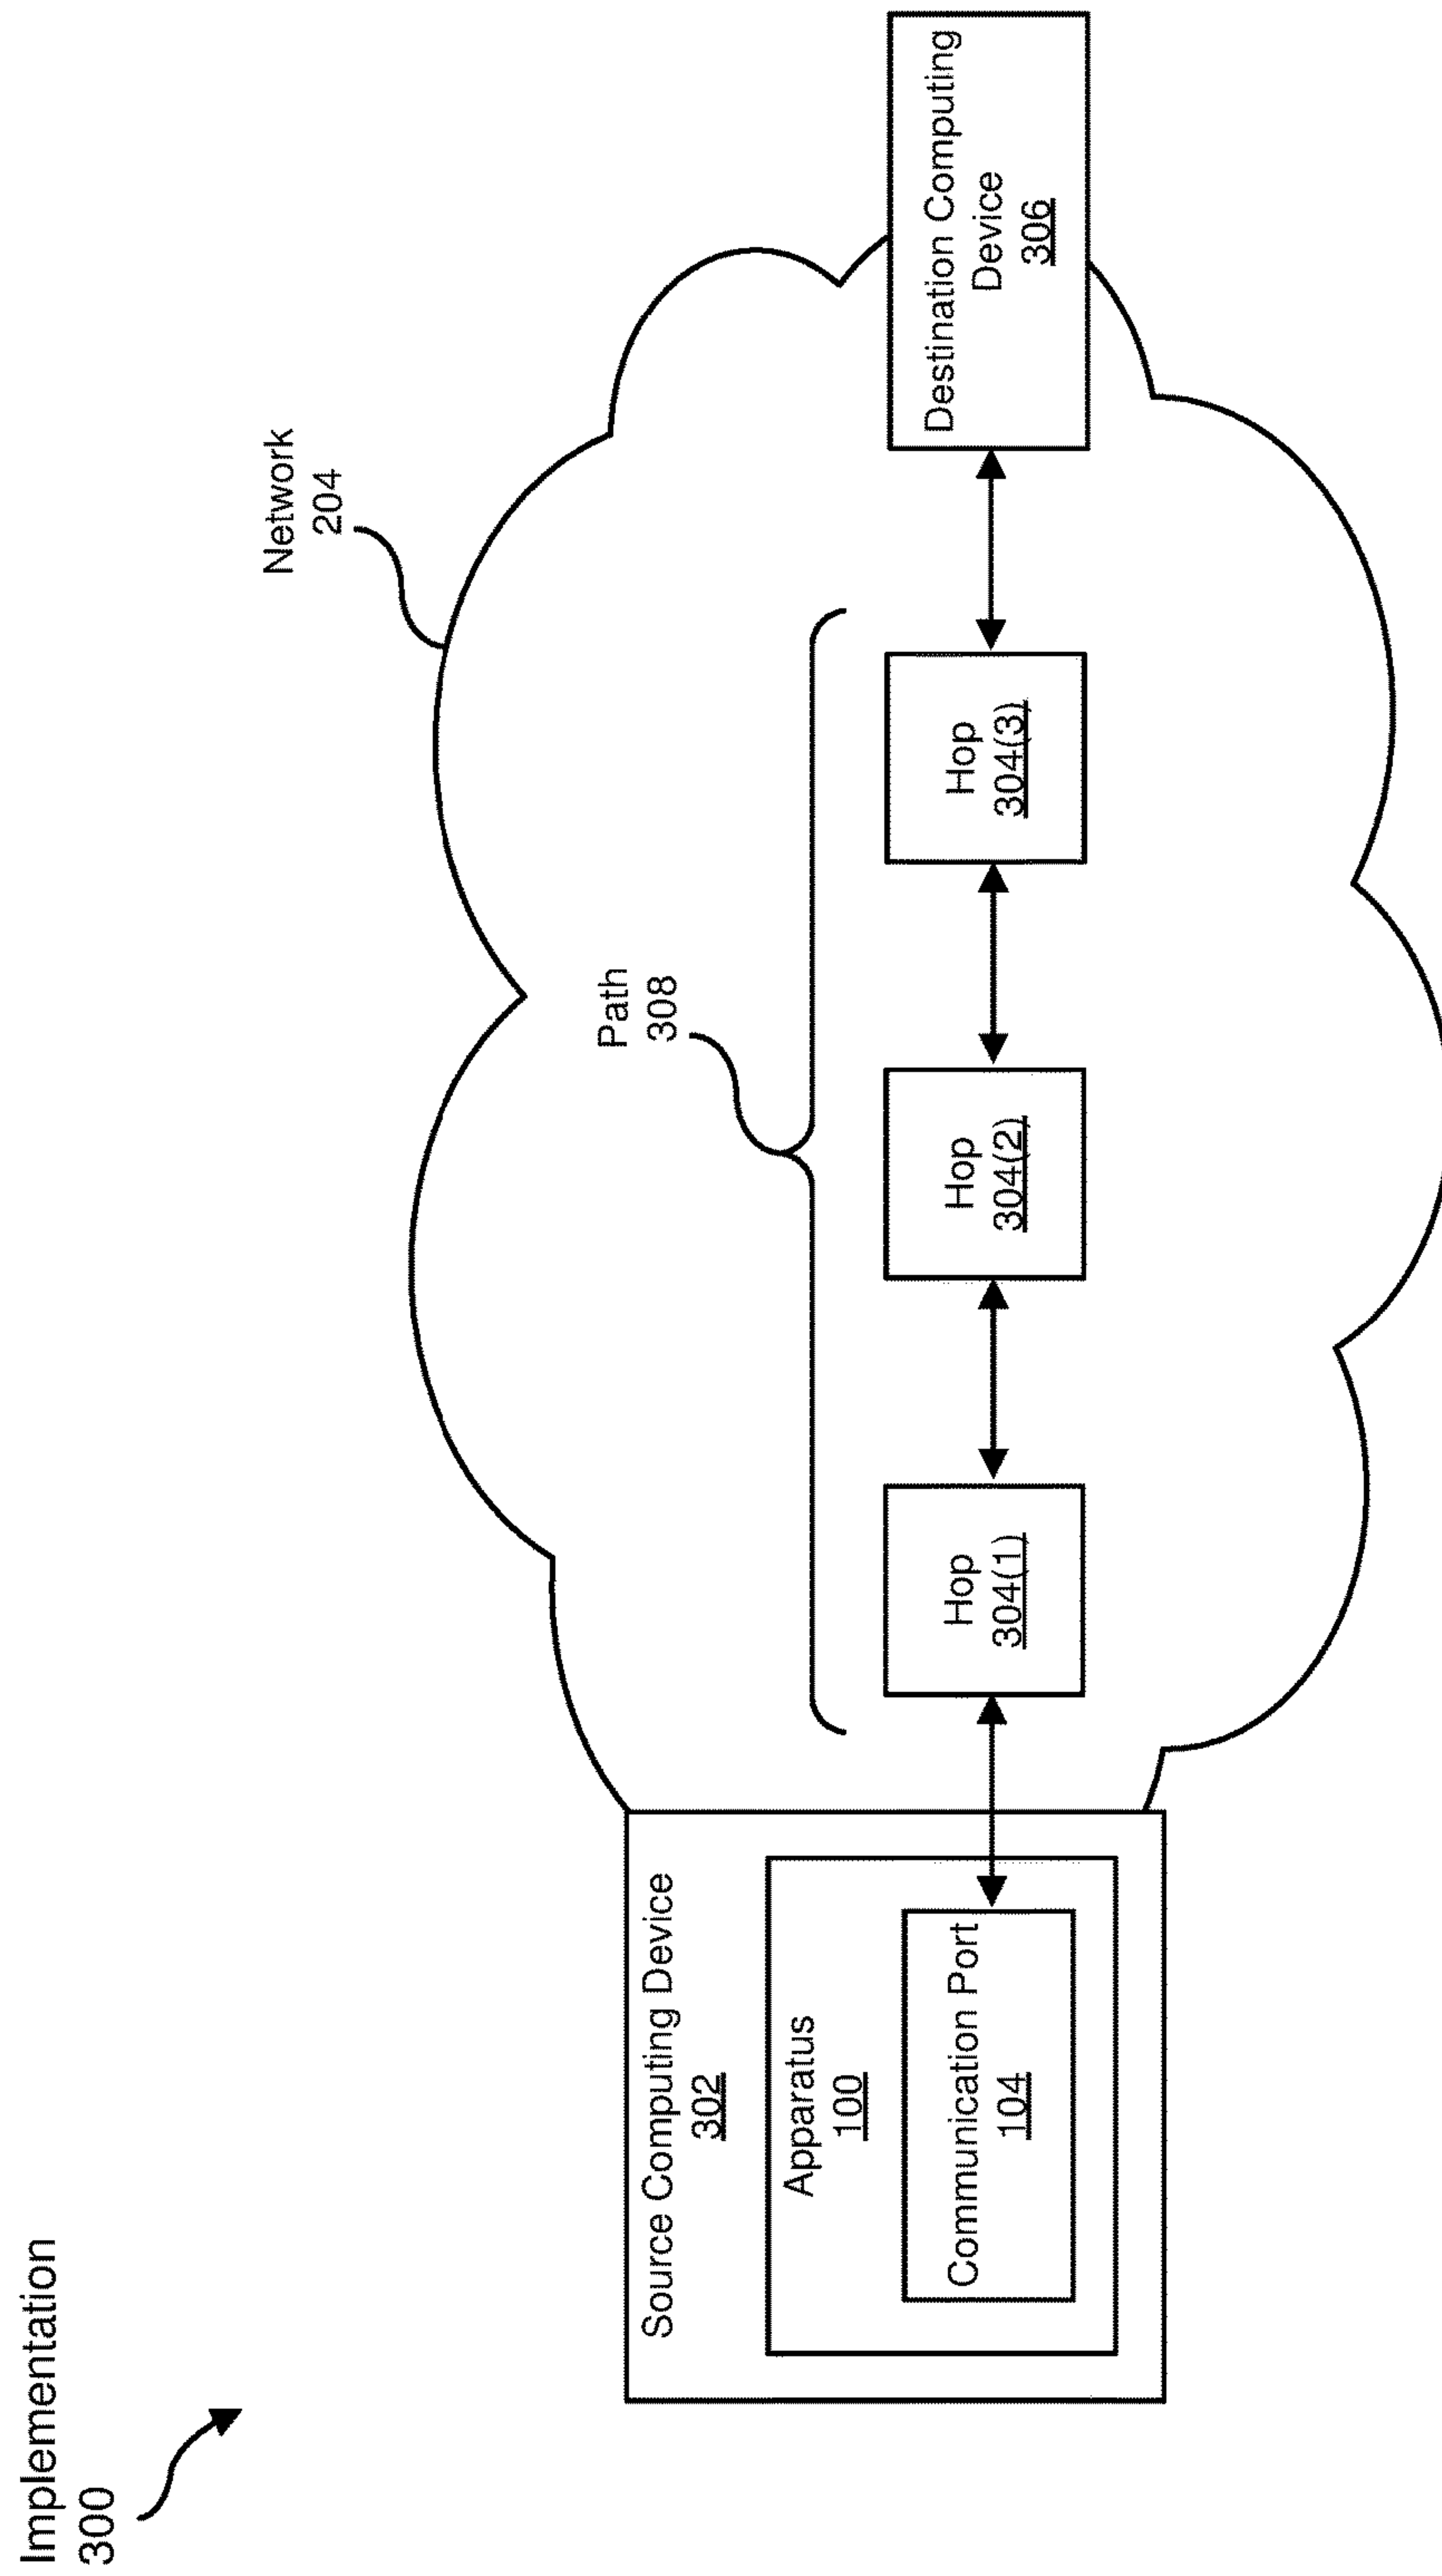 Implementation
300
Network
204
Path
308
Source Computing Device
302
Apparatus
100
Communication Port
104
Hop
304(1)
Hop
304(2)
Hop
304(3)
Destination Computing
Device
306